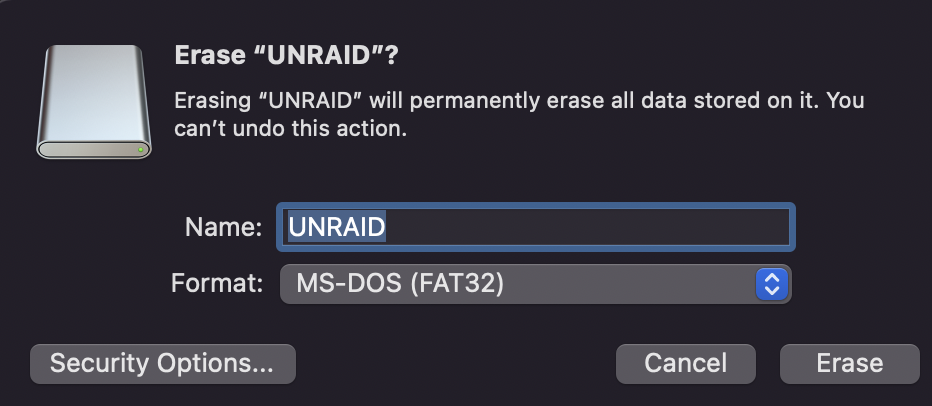 Erase “UNRAID”?
Erasing “UNRAID” will permanently erase all data stored on it. You
can’t undo this action.
Name: UNRAID
Format: MS-DOS (FAT32)
Security Options... Cancel Erase